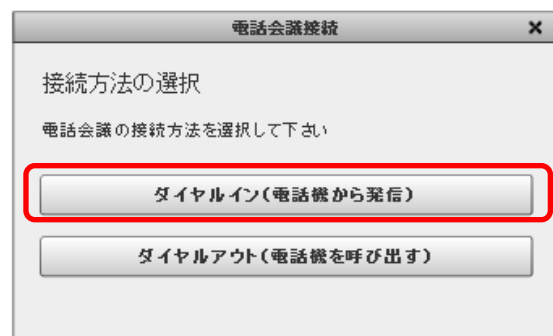 電話会議接続
接続方法の選択
電話会議の接続方法を選択して下さい
ダイヤルイン(電話機から発信)
ダイヤルアウト(電話機を呼び出す)